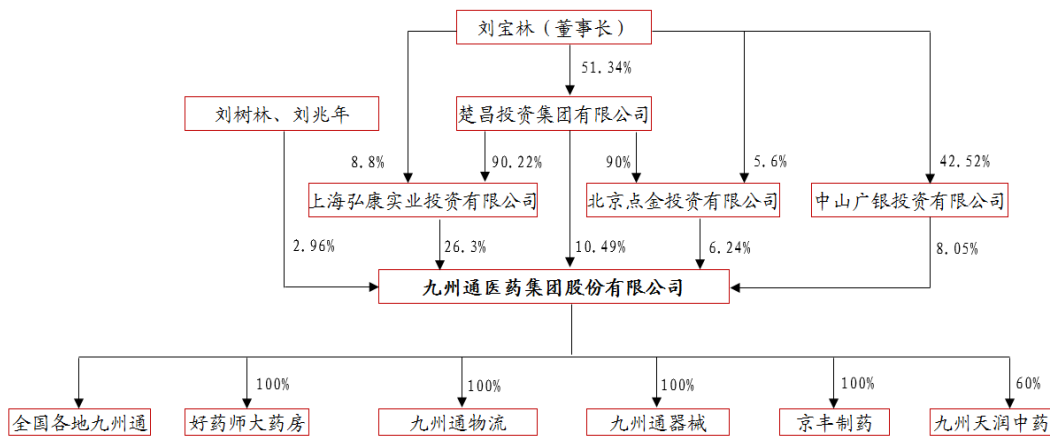 刘宝林（董事长）
51.34%
刘树林、刘兆年
楚昌投资集团有限公司
8.8%
90.22%
90%
5.6%
42.52%
上海弘康实业投资有限公司
北京点金投资有限公司
中山广银投资有限公司
2.96%
26.3%
10.49%
6.24%
8.05%
九州通医药集团股份有限公司
100%
100%
100%
100%
60%
全国各地九州通
好药师大药房
九州通物流
九州通器械
京丰制药
九州天润中药